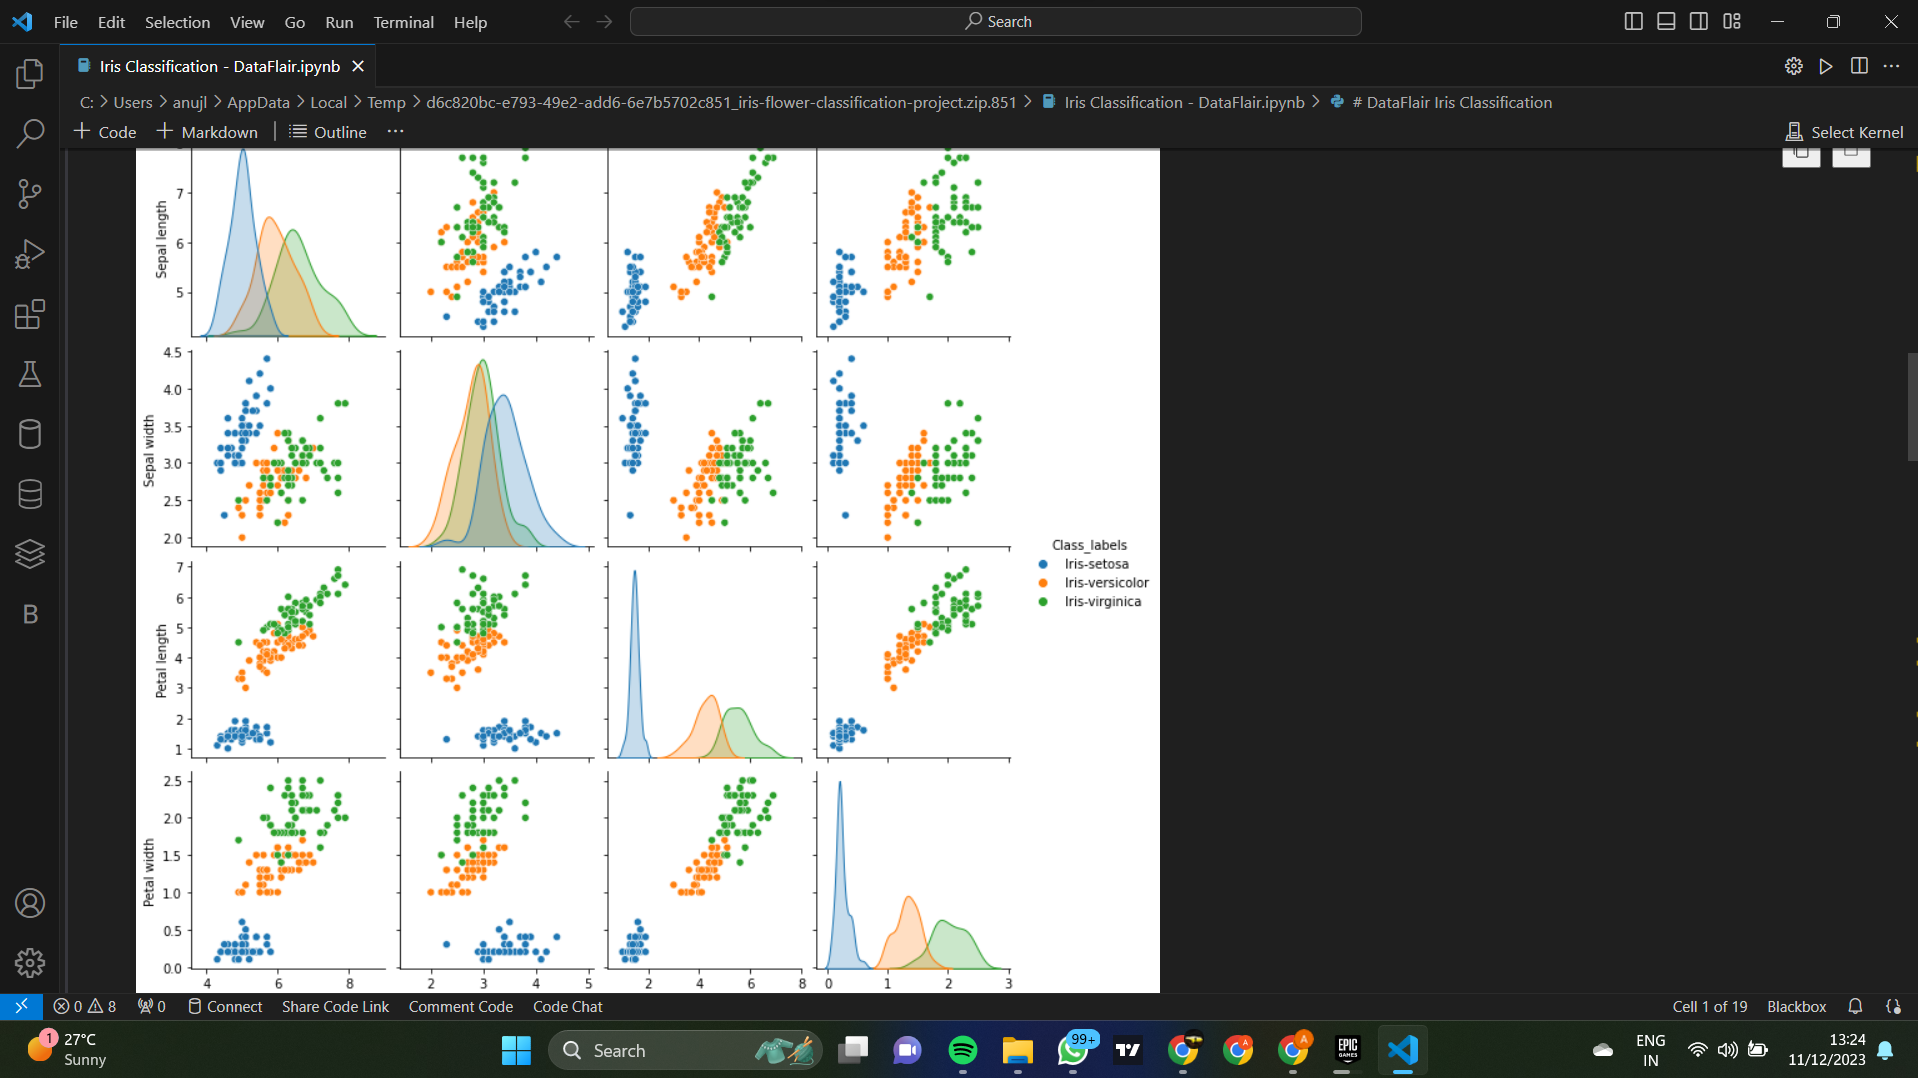 File Edit Selection View Go Run Terminal Help
Search
Iris Classification - DataFlair.ipynb
C: > Users > anujl > AppData > Local > Temp > d6c820bc-e793-49e2-add6-6e7b5702c851_iris-flower-classification-project.zip.851 > Iris Classification - DataFlair.ipynb > # DataFlair Iris Classification
+ Code + Markdown Outline ...
Select Kernel
Sepal length
7
6
5
Sepal width
4.5
4.0
3.5
3.0
2.5
2.0
Class_labels
Iris-setosa
Iris-versicolor
Iris-virginica
Petal length
7
6
5
4
3
2
1
Petal width
2.5
2.0
1.5
1.0
0.5
0.0
4 6 8 2 3 4 5 2 4 6 8 0 1 2 3
B
0 8 0 Connect Share Code Link Comment Code Code Chat
Cell 1 of 19 Blackbox
1
27°C
Sunny
Search
99+
A
A
EPIC
GAMES
ENG
IN
13:24
11/12/2023